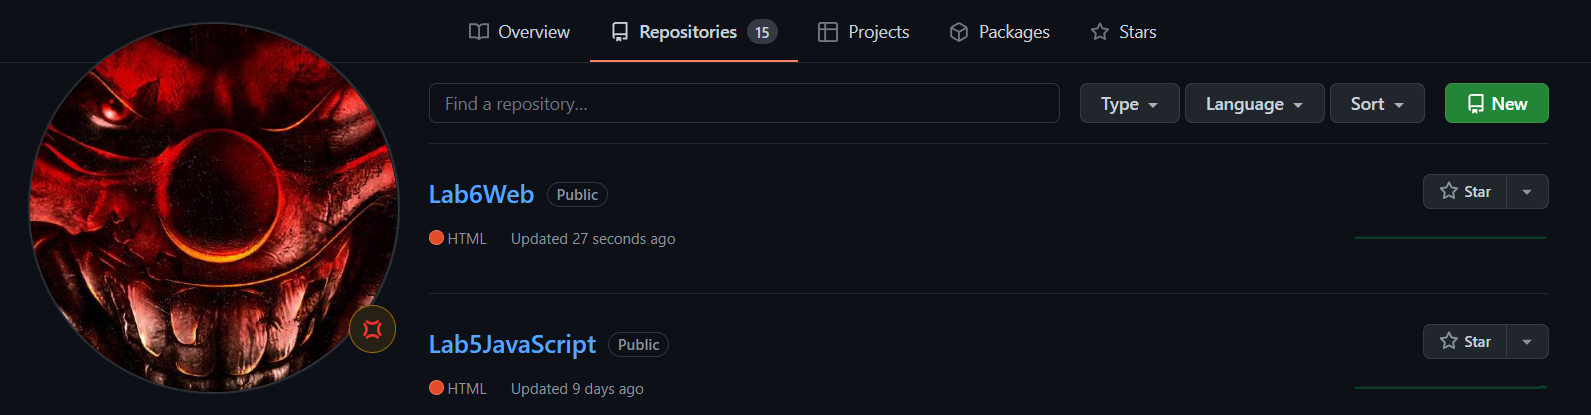 Overview Repositories 15 Projects Packages Stars
Find a repository... Type Language Sort New
Lab6Web Public Star
HTML Updated 27 seconds ago
Lab5JavaScript Public Star
HTML Updated 9 days ago